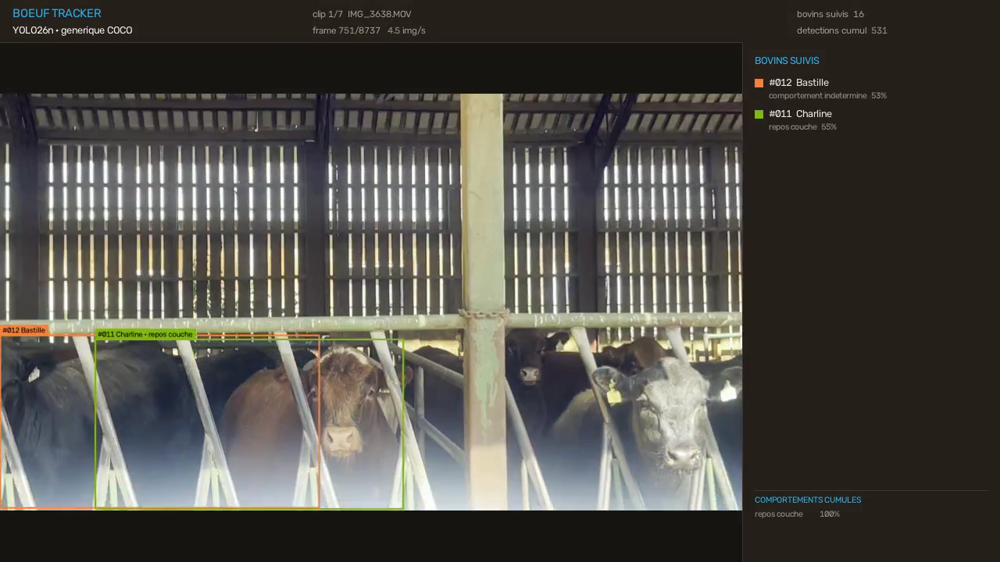 BOEUF TRACKER
YOLO26n • generique COCO
clip 1/7 IMG_3638.MOV
frame 751/8737 4.5 img/s
bovins suivis 16
detections cumul 531
BOVINS SUIVIS
#012 Bastille
comportement indetermine 53%
#011 Charline
repos couche 55%
#012 Bastille
#011 Charline • repos couche
COMPORTEMENTS CUMULES
repos couche 100%